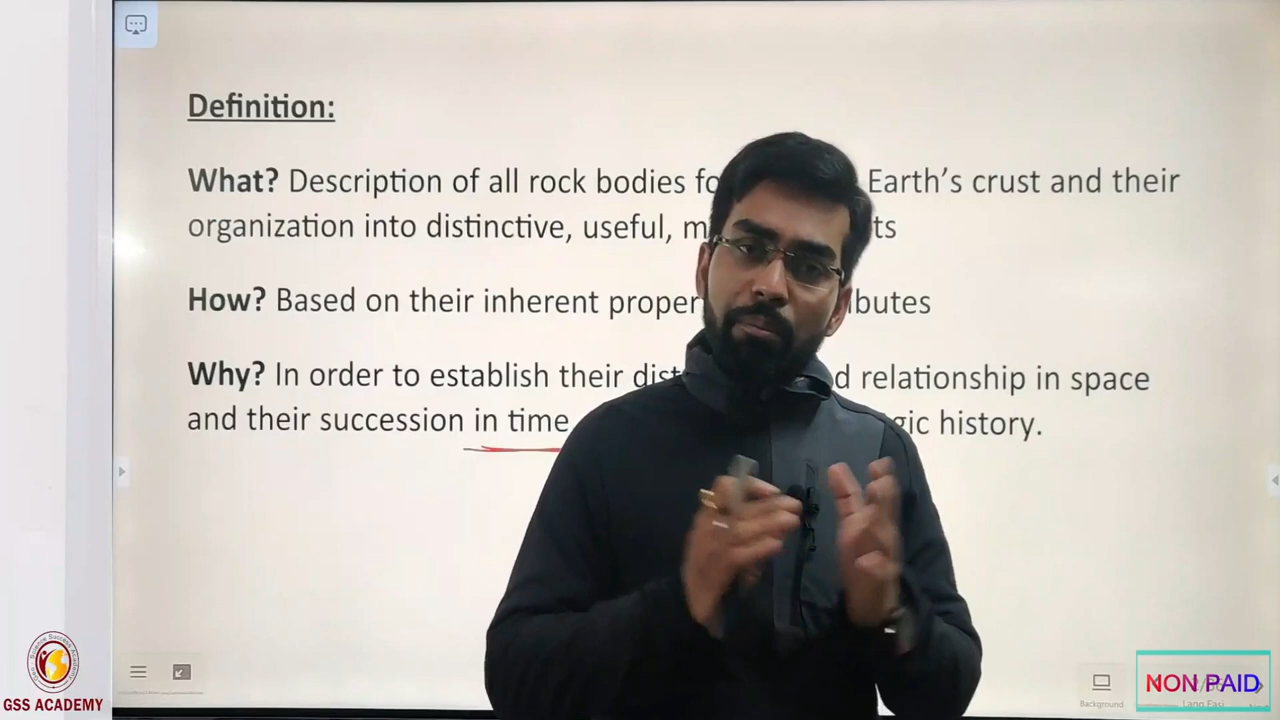 Definition:
What? Description of all rock bodies fo Earth's crust and their
organization into distinctive, useful, m ts
How? Based on their inherent proper ibutes
Why? In order to establish their dist d relationship in space
and their succession in time gic history.
GSS ACADEMY
Background
NON PAID